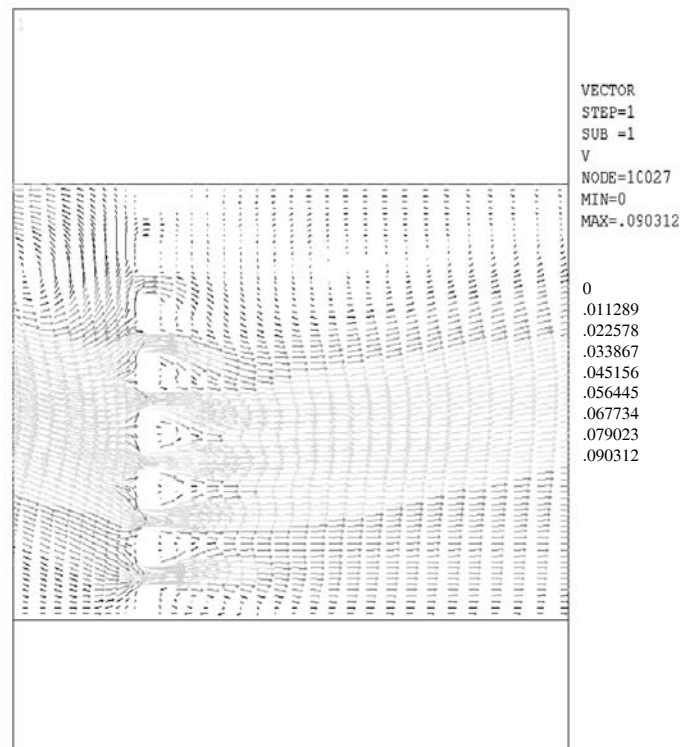 1
VECTOR
STEP=1
SUB =1
V
NODE=10027
MIN=0
MAX=.090312
0
.011289
.022578
.033867
.045156
.056445
.067734
.079023
.090312